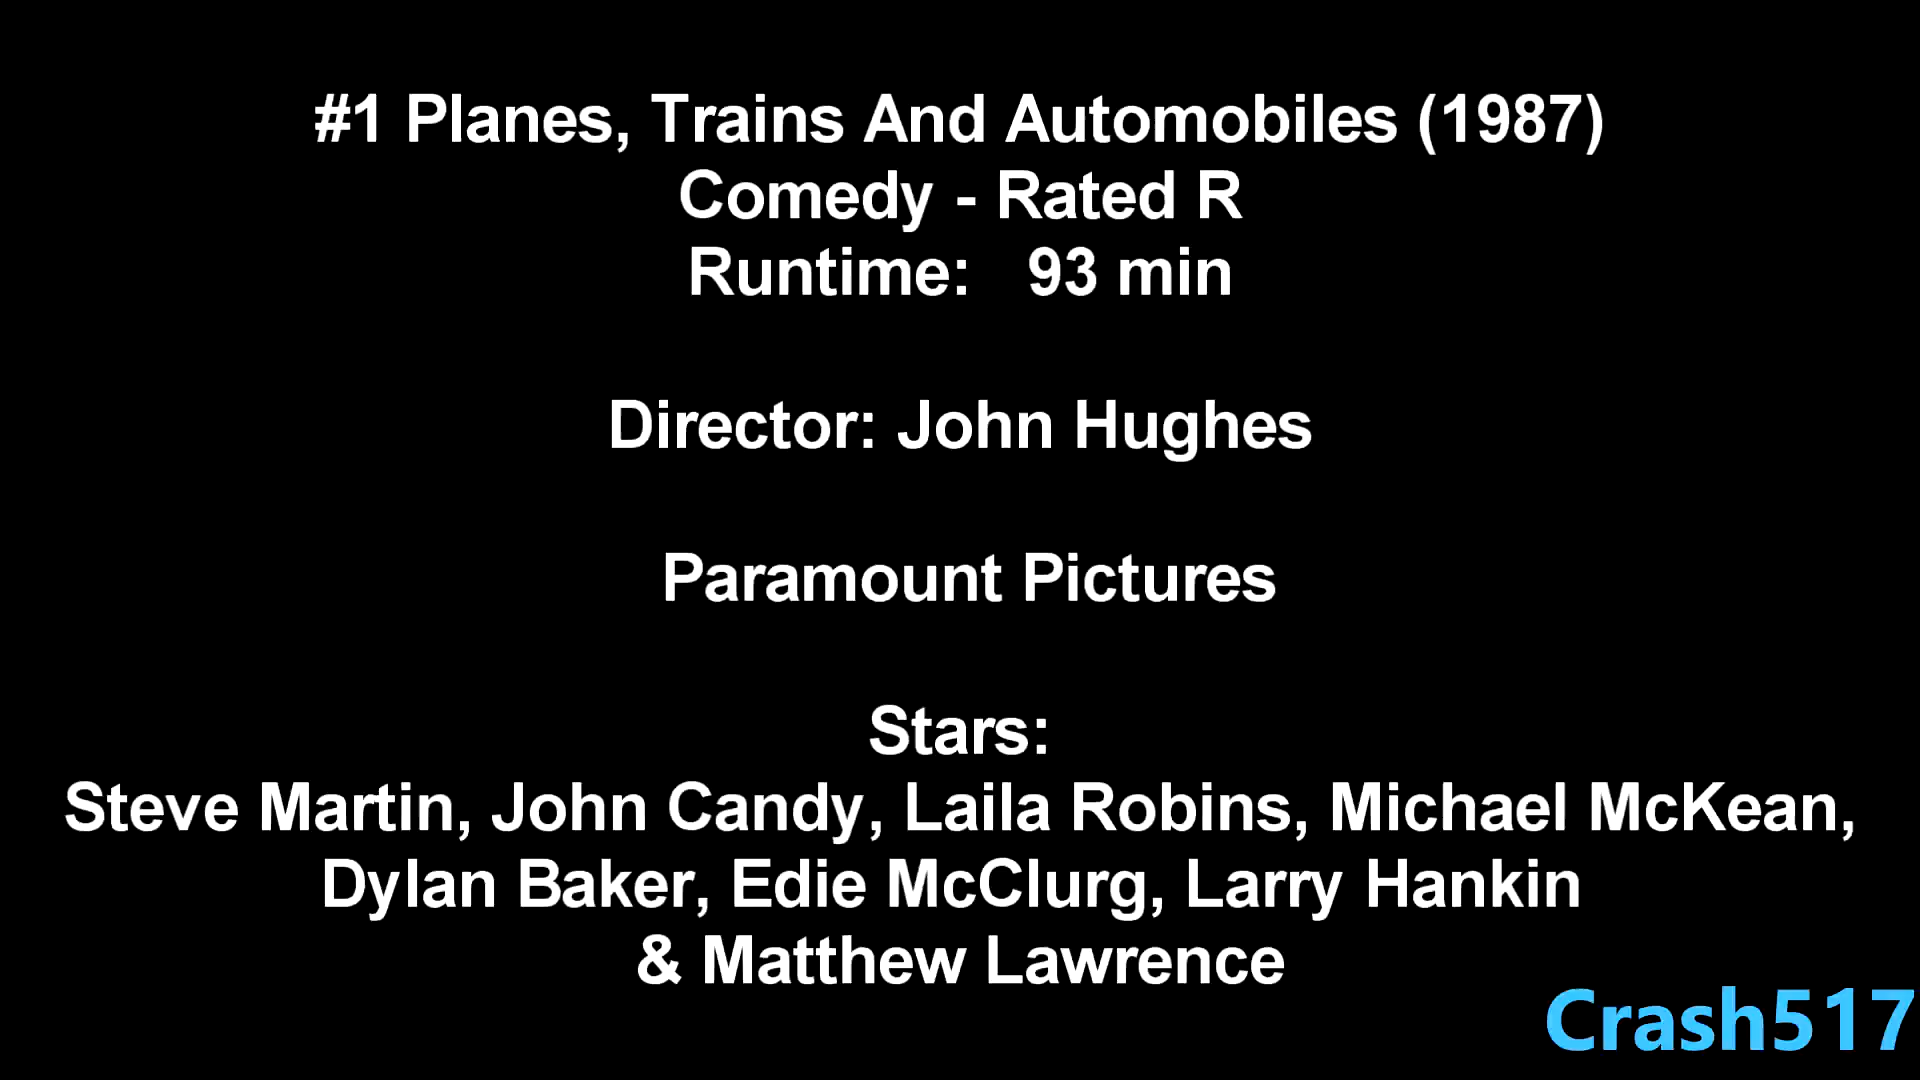 #1 Planes, Trains And Automobiles (1987)
Comedy - Rated R
Runtime: 93 min
Director: John Hughes
Paramount Pictures
Stars:
Steve Martin, John Candy, Laila Robins, Michael McKean,
Dylan Baker, Edie McClurg, Larry Hankin
& Matthew Lawrence
Crash517